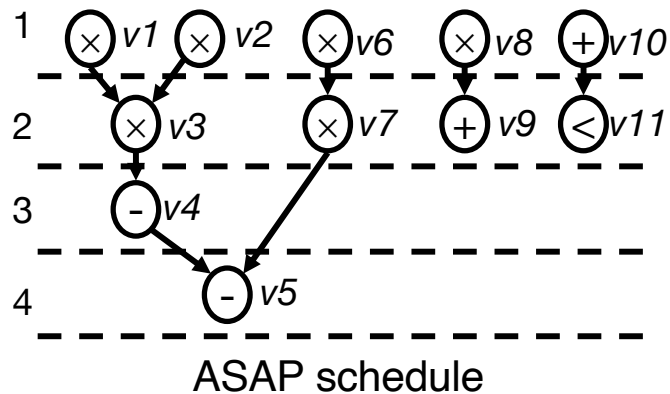 1 × v1 × v2 × v6 × v8 + v10
2 × v3 × v7 + v9 < v11
3 - v4
4 - v5
ASAP schedule